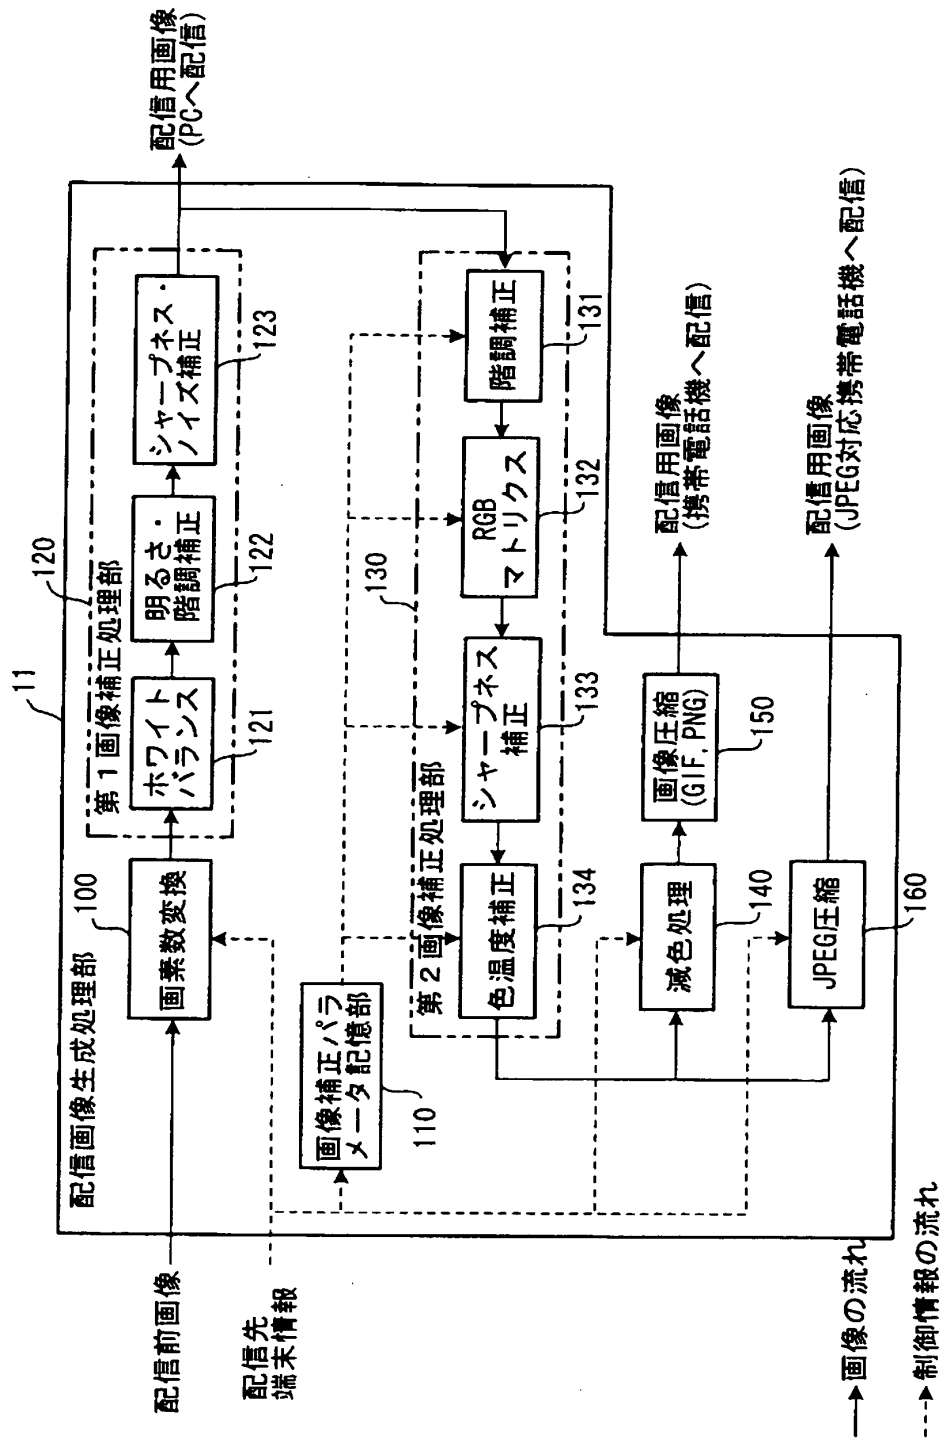 11
配信画像生成処理部
120
第1画像補正処理部
配信前画像
100
画素数変換
ホワイト
バランス
121
明るさ・
階調補正
122
シャープネス・
ノイズ補正
123
配信用画像
(PCへ配信)
配信先
端末情報
画像補正パラ
メータ記憶部
110
130
第2画像補正処理部
階調補正
131
RGB
マトリクス
132
シャープネス
補正
133
色温度補正
134
減色処理
140
画像圧縮
(GIF,PNG)
150
配信用画像
(携帯電話機へ配信)
JPEG圧縮
160
配信用画像
(JPEG対応携帯電話機へ配信)
画像の流れ
制御情報の流れ